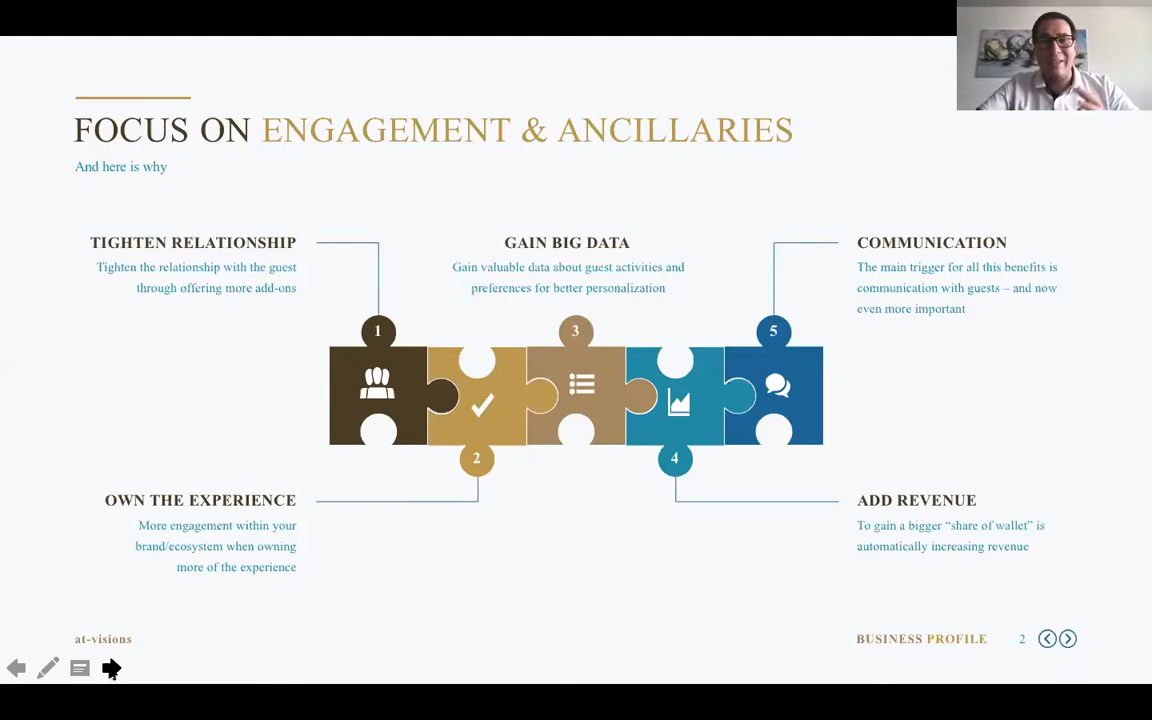 FOCUS ON ENGAGEMENT & ANCILLARIES
And here is why
TIGHTEN RELATIONSHIP
Tighten the relationship with the guest
through offering more add-ons
GAIN BIG DATA
Gain valuable data about guest activities and
preferences for better personalization
COMMUNICATION
The main trigger for all this benefits is
communication with guests – and now
even more important
1
3
5
2
4
OWN THE EXPERIENCE
More engagement within your
brand/ecosystem when owning
more of the experience
ADD REVENUE
To gain a bigger “share of wallet” is
automatically increasing revenue
at-visions
BUSINESS PROFILE 2